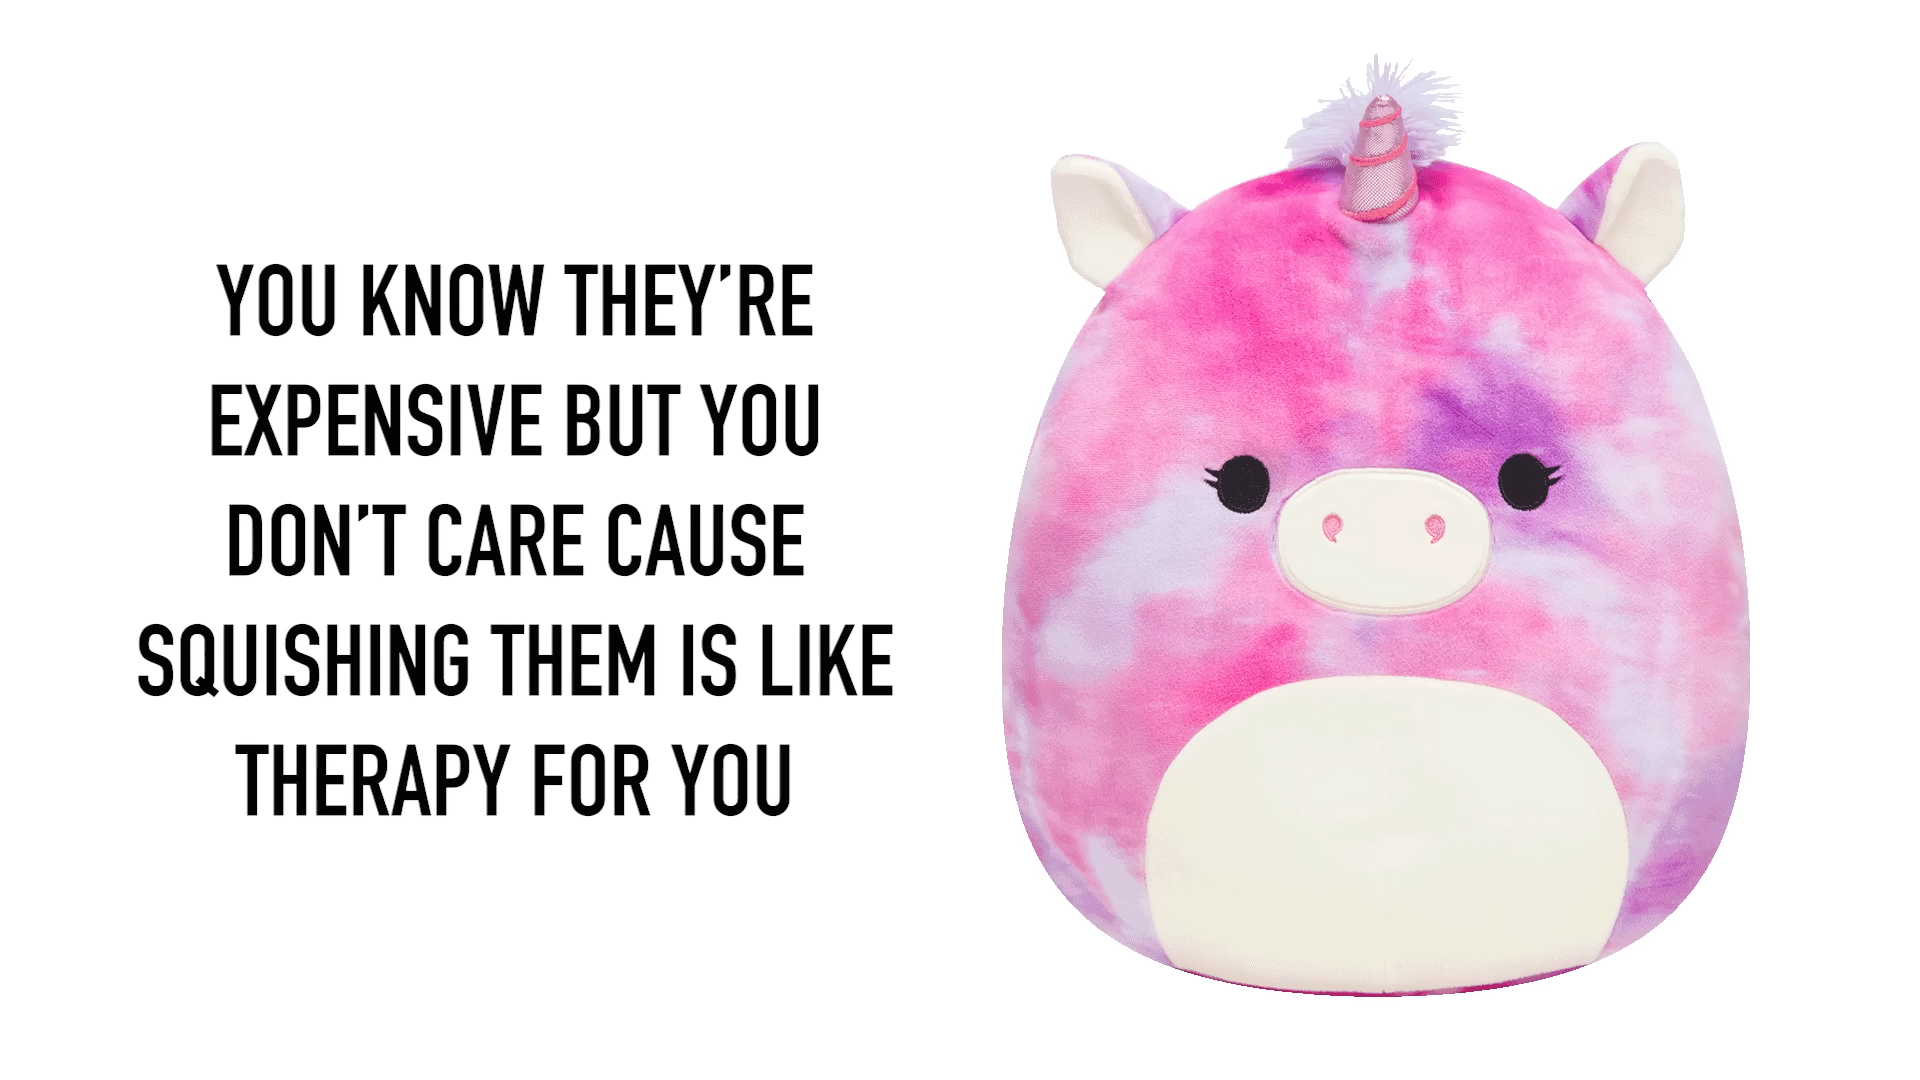 YOU KNOW THEY’RE
EXPENSIVE BUT YOU
DON’T CARE CAUSE
SQUISHING THEM IS LIKE
THERAPY FOR YOU